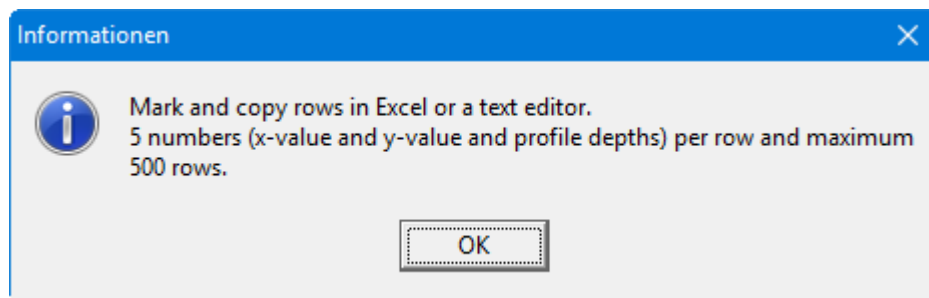 Informationen
Mark and copy rows in Excel or a text editor.
5 numbers (x-value and y-value and profile depths) per row and maximum
500 rows.
OK